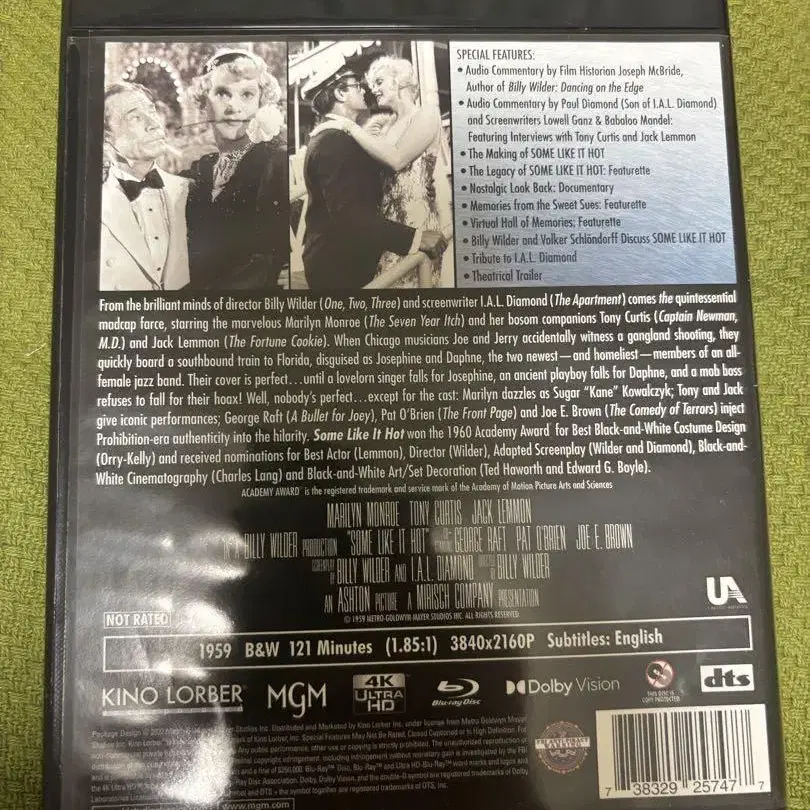 SPECIAL FEATURES:
• Audio Commentary by Film Historian Joseph McBride,
Author of Billy Wilder: Dancing on the Edge
• Audio Commentary by Paul Diamond (Son of I.A.L. Diamond)
and Screenwriters Lowell Ganz & Babaloo Mandel:
Featuring Interviews with Tony Curtis and Jack Lemmon
• The Making of SOME LIKE IT HOT
• The Legacy of SOME LIKE IT HOT: Featurette
• Nostalgic Look Back: Documentary
• Memories from the Sweet Sues: Featurette
• Virtual Hall of Memories: Featurette
• Billy Wilder and Volker Schlöndorff Discuss SOME LIKE IT HOT
• Tribute to I.A.L. Diamond
• Theatrical Trailer
From the brilliant minds of director Billy Wilder (One, Two, Three) and screenwriter I.A.L. Diamond (The Apartment) comes the quintessential
madcap farce, starring the marvelous Marilyn Monroe (The Seven Year Itch) and her bosom companions Tony Curtis (Captain Newman,
M.D.) and Jack Lemmon (The Fortune Cookie). When Chicago musicians Joe and Jerry accidentally witness a gangland shooting, they
quickly board a southbound train to Florida, disguised as Josephine and Daphne, the two newest—and homeliest—members of an all-
female jazz band. Their cover is perfect...until a lovelorn singer falls for Josephine, an ancient playboy falls for Daphne, and a mob boss
refuses to fall for their hoax! Well, nobody's perfect...except for the cast: Marilyn dazzles as Sugar "Kane" Kowalczyk; Tony and Jack
give iconic performances; George Raft (A Bullet for Joey), Pat O'Brien (The Front Page) and Joe E. Brown (The Comedy of Terrors) inject
Prohibition-era authenticity into the hilarity. Some Like It Hot won the 1960 Academy Award for Best Black-and-White Costume Design
(Orry-Kelly) and received nominations for Best Actor (Lemmon), Director (Wilder), Adapted Screenplay (Wilder and Diamond), Black-and-
White Cinematography (Charles Lang) and Black-and-White Art/Set Decoration (Ted Haworth and Edward G. Boyle).
ACADEMY AWARD is the registered trademark and service mark of the Academy of Motion Picture Arts and Sciences
MARILYN MONROE TONY CURTIS JACK LEMMON
IN A BILLY WILDER PRODUCTION "SOME LIKE IT HOT" GEORGE RAFT PAT O'BRIEN JOE E. BROWN
SCREENPLAY BY BILLY WILDER AND I.A.L. DIAMOND DIRECTED BY BILLY WILDER
AN ASHTON PICTURE A MIRISCH COMPANY PRESENTATION
© 1959 METRO-GOLDWYN-MAYER STUDIOS INC. ALL RIGHTS RESERVED.
UA
NOT RATED
1959 B&W 121 Minutes (1.85:1) 3840x2160P Subtitles: English
KINO LORBER MGM 4K ULTRA HD Blu-ray Disc Dolby Vision THIS DISC IS COPY PROTECTED dts
www.mgm.com
7 38329 25747 7